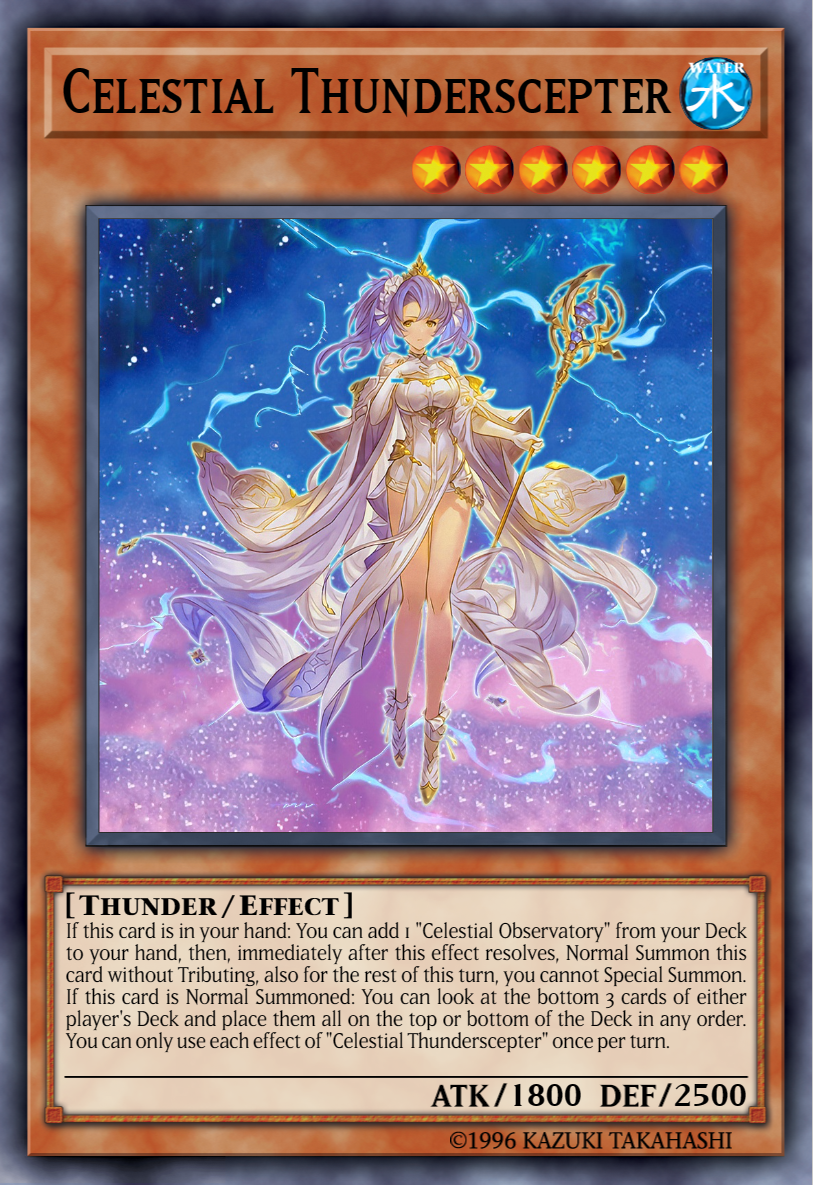 Celestial Thunderscepter
WATER
水
[Thunder/Effect]
If this card is in your hand: You can add 1 "Celestial Observatory" from your Deck
to your hand, then, immediately after this effect resolves, Normal Summon this
card without Tributing, also for the rest of this turn, you cannot Special Summon.
If this card is Normal Summoned: You can look at the bottom 3 cards of either
player's Deck and place them all on the top or bottom of the Deck in any order.
You can only use each effect of "Celestial Thunderscepter" once per turn.
ATK/1800 DEF/2500
©1996 KAZUKI TAKAHASHI